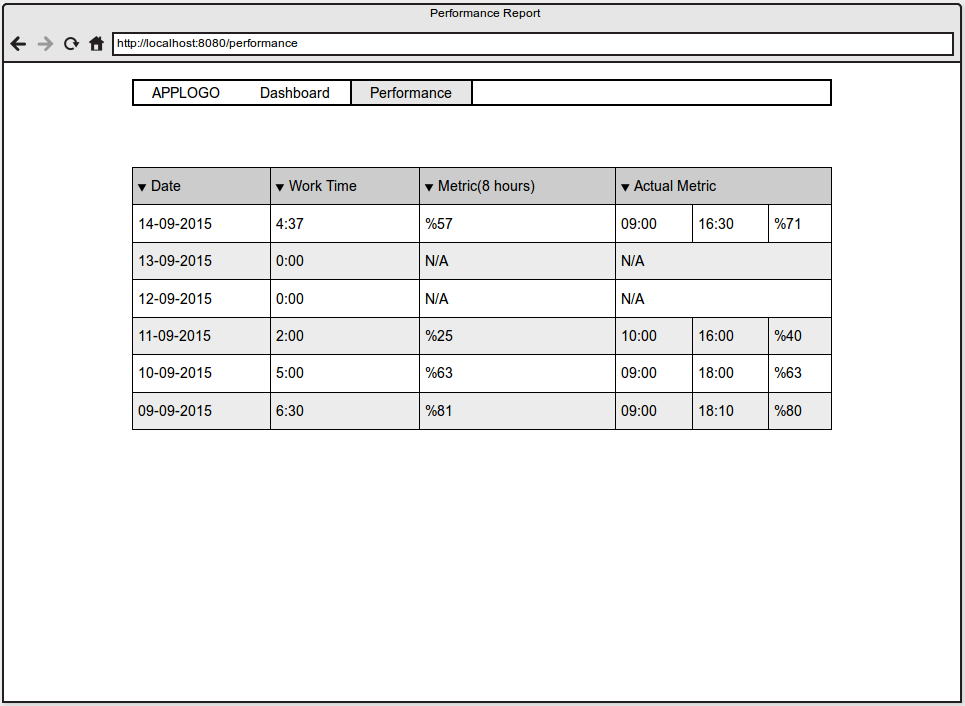 Performance Report
http://localhost:8080/performance
APPLOGO Dashboard Performance
▼ Date ▼ Work Time ▼ Metric(8 hours) ▼ Actual Metric
14-09-2015 4:37 %57 09:00 16:30 %71
13-09-2015 0:00 N/A N/A
12-09-2015 0:00 N/A N/A
11-09-2015 2:00 %25 10:00 16:00 %40
10-09-2015 5:00 %63 09:00 18:00 %63
09-09-2015 6:30 %81 09:00 18:10 %80